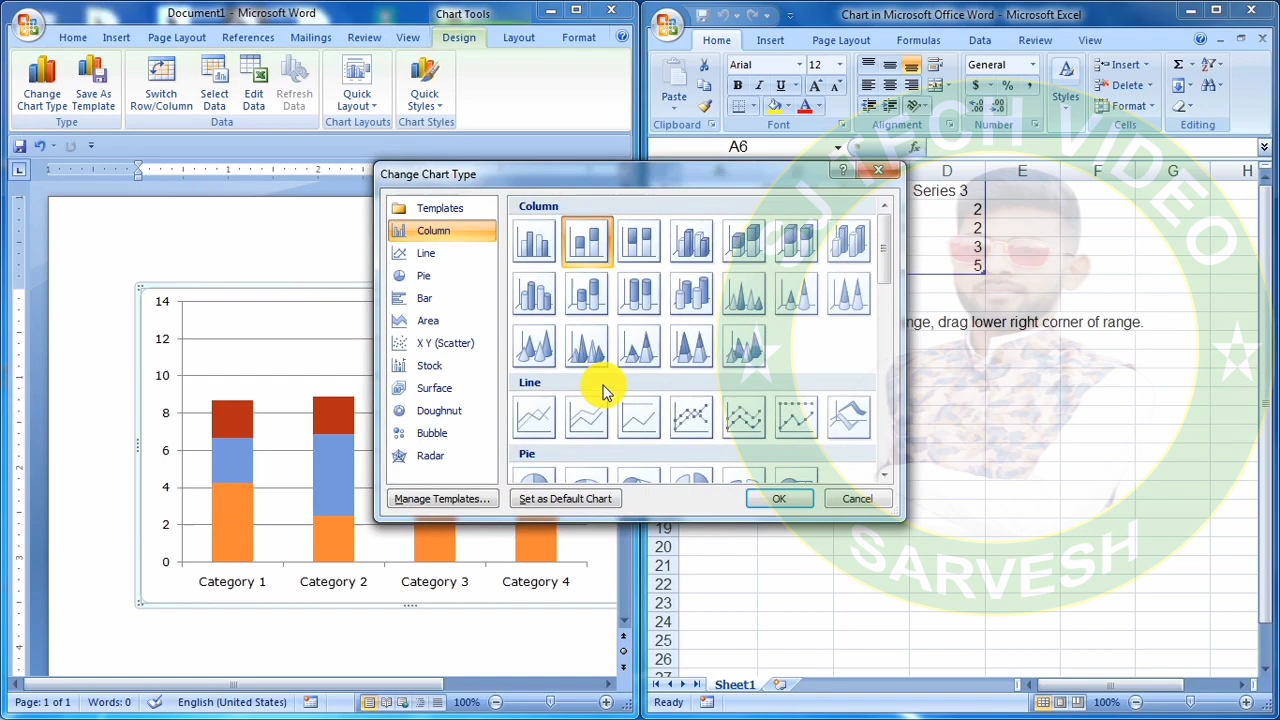 Document1 - Microsoft Word
Chart Tools
Home
Insert
Page Layout
References
Mailings
Review
View
Design
Layout
Format
Change Chart Type
Save As Template
Switch Row/Column
Select Data
Edit Data
Refresh Data
Quick Layout
Quick Styles
Type
Data
Chart Layouts
Chart Styles
Chart in Microsoft Office Word - Microsoft Excel
Home
Insert
Page Layout
Formulas
Data
Review
View
Paste
Arial
12
B I U
General
$ % ,
Styles
Insert
Delete
Format
Clipboard
Font
Alignment
Number
Cells
Editing
A6
fx
D E F G H
Series 3
2
2
3
5
nge, drag lower right corner of range.
19
20
21
22
23
24
25
26
SJ TECH VIDEO
SARVESH
1 2
14
12
10
8
6
4
2
0
Category 1
Category 2
Category 3
Category 4
Change Chart Type
Templates
Column
Line
Pie
Bar
Area
X Y (Scatter)
Stock
Surface
Doughnut
Bubble
Radar
Column
Line
Pie
Manage Templates...
Set as Default Chart
OK
Cancel
Page: 1 of 1
Words: 0
English (United States)
100%
Sheet1
Ready
100%